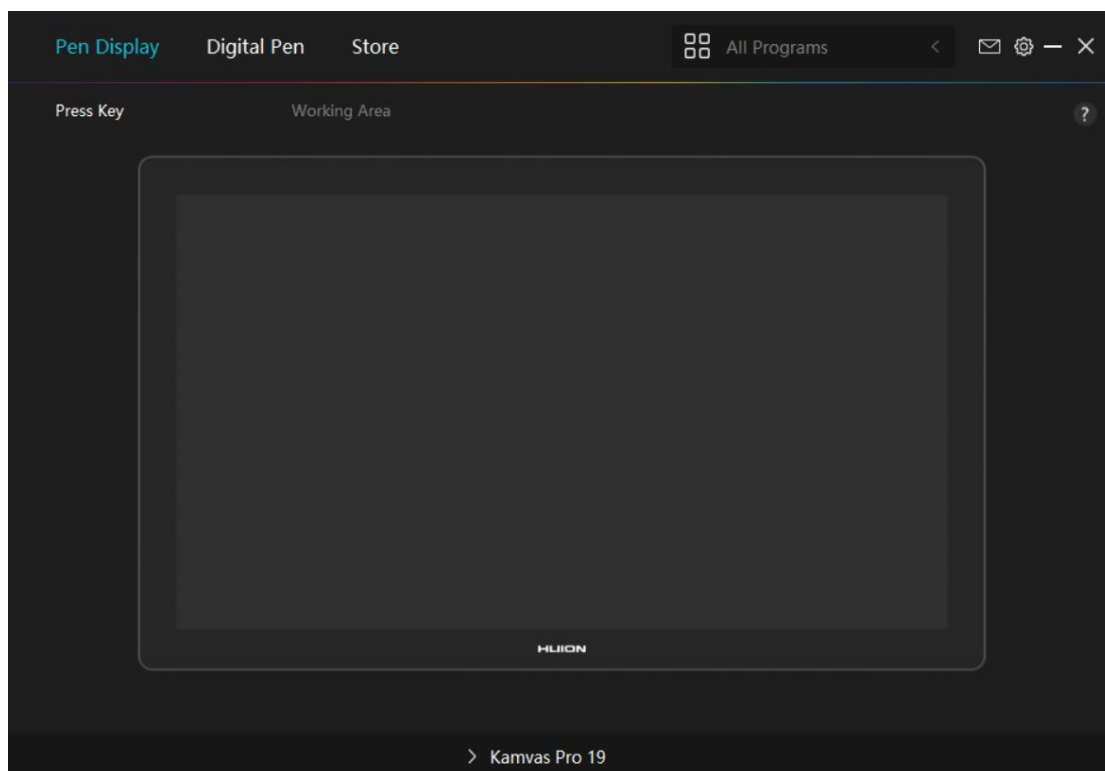 Pen Display Digital Pen Store All Programs
Press Key Working Area ?
HUION
Kamvas Pro 19